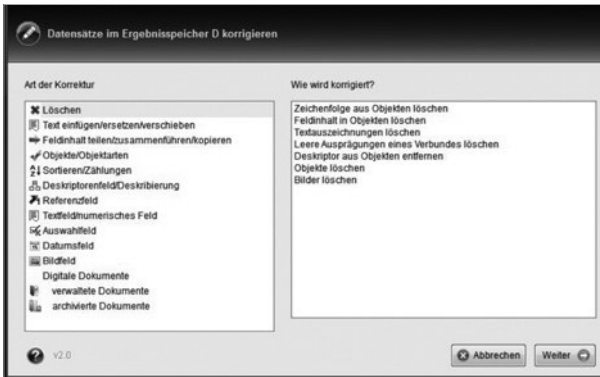 Datensätze im Ergebnisspeicher D korrigieren
Art der Korrektur
Löschen
Text einfügen/ersetzen/verschieben
Feldinhalt teilen/zusammenführen/kopieren
Objekte/Objektarten
Sortieren/Zählungen
Deskriptorenfeld/Deskribierung
Referenzfeld
Textfeld/numerisches Feld
Auswahlfeld
Datumsfeld
Bildfeld
Digitale Dokumente
verwaltete Dokumente
archivierte Dokumente
Wie wird korrigiert?
Zeichenfolge aus Objekten löschen
Feldinhalt in Objekten löschen
Textauszeichnungen löschen
Leere Ausprägungen eines Verbundes löschen
Deskriptor aus Objekten entfernen
Objekte löschen
Bilder löschen
v2.0
Abbrechen
Weiter